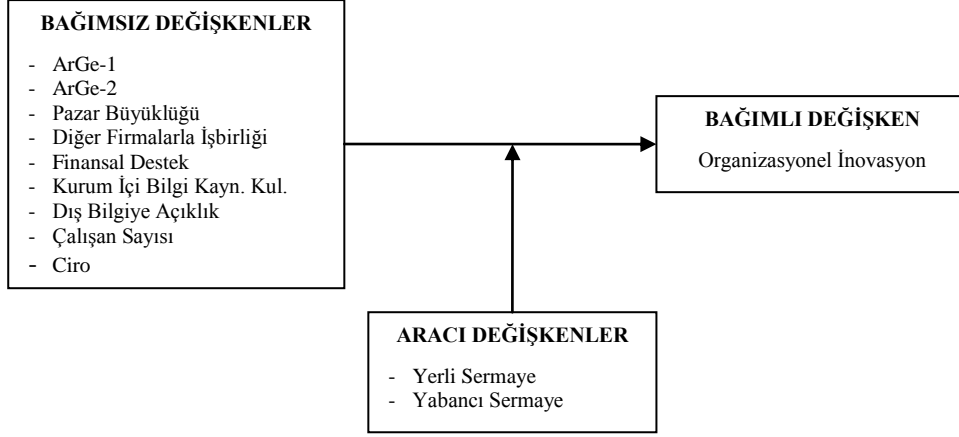 BAĞIMSIZ DEĞİŞKENLER
- ArGe-1
- ArGe-2
- Pazar Büyüklüğü
- Diğer Firmalarla İşbirliği
- Finansal Destek
- Kurum İçi Bilgi Kayn. Kul.
- Dış Bilgiye Açıklık
- Çalışan Sayısı
- Ciro
BAĞIMLI DEĞİŞKEN
Organizasyonel İnovasyon
ARACI DEĞİŞKENLER
- Yerli Sermaye
- Yabancı Sermaye